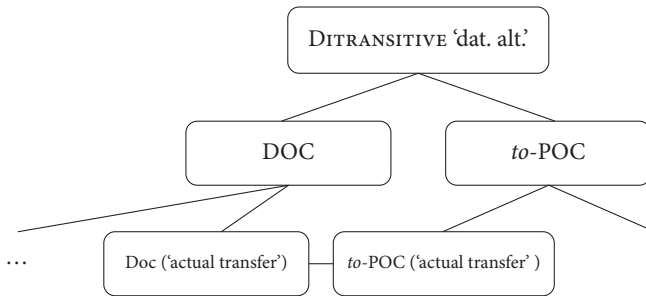 DITRANSITIVE ‘dat. alt.’
DOC
to-POC
…
Doc (‘actual transfer’)
to-POC (‘actual transfer’ )